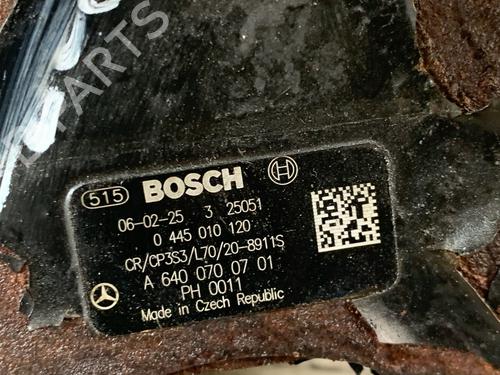 PARTS
515 BOSCH
06-02-25 3 25051
0 445 010 120
CR/CP3S3/L70/20-8911S
A 640 070 07 01
PH 0011
Made in Czech Republic